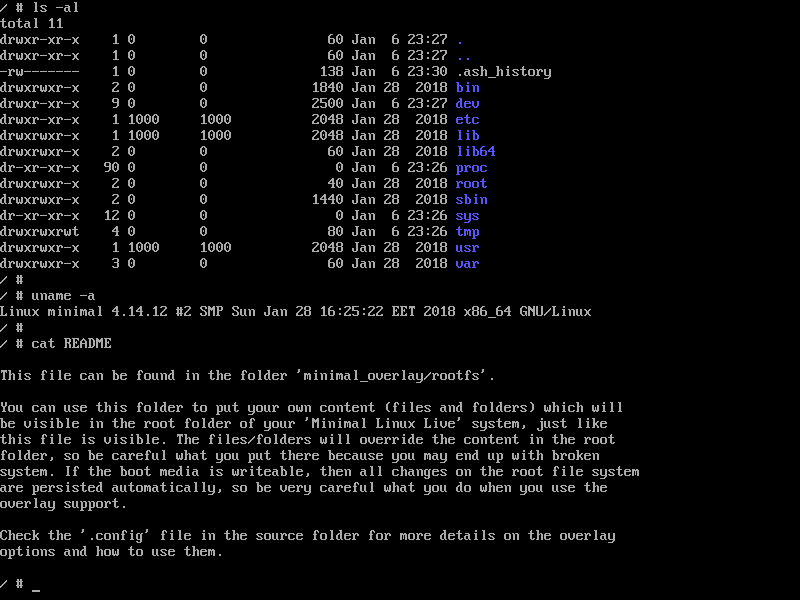 / # ls -al
total 11
drwxr-xr-x    1 0        0               60 Jan  6 23:27 .
drwxr-xr-x    1 0        0               60 Jan  6 23:27 ..
-rw-------    1 0        0              138 Jan  6 23:30 .ash_history
drwxrwxr-x    2 0        0             1840 Jan 28  2018 bin
drwxr-xr-x    9 0        0             2500 Jan  6 23:27 dev
drwxrwxr-x    1 1000     1000          2048 Jan 28  2018 etc
drwxrwxr-x    1 1000     1000          2048 Jan 28  2018 lib
drwxrwxr-x    2 0        0               60 Jan 28  2018 lib64
dr-xr-xr-x   90 0        0                0 Jan  6 23:26 proc
drwxrwxr-x    2 0        0               40 Jan 28  2018 root
drwxrwxr-x    2 0        0             1440 Jan 28  2018 sbin
dr-xr-xr-x   12 0        0                0 Jan  6 23:26 sys
drwxrwxrwt    4 0        0               80 Jan  6 23:26 tmp
drwxrwxr-x    1 1000     1000          2048 Jan 28  2018 usr
drwxrwxr-x    3 0        0               60 Jan 28  2018 var
/ #
/ # uname -a
Linux minimal 4.14.12 #2 SMP Sun Jan 28 16:25:22 EET 2018 x86_64 GNU/Linux
/ #
/ # cat README
This file can be found in the folder 'minimal_overlay/rootfs'.
You can use this folder to put your own content (files and folders) which will
be visible in the root folder of your 'Minimal Linux Live' system, just like
this file is visible. The files/folders will override the content in the root
folder, so be careful what you put there because you may end up with broken
system. If the boot media is writeable, then all changes on the root file system
are persisted automatically, so be very careful what you do when you use the
overlay support.
Check the '.config' file in the source folder for more details on the overlay
options and how to use them.
/ # _